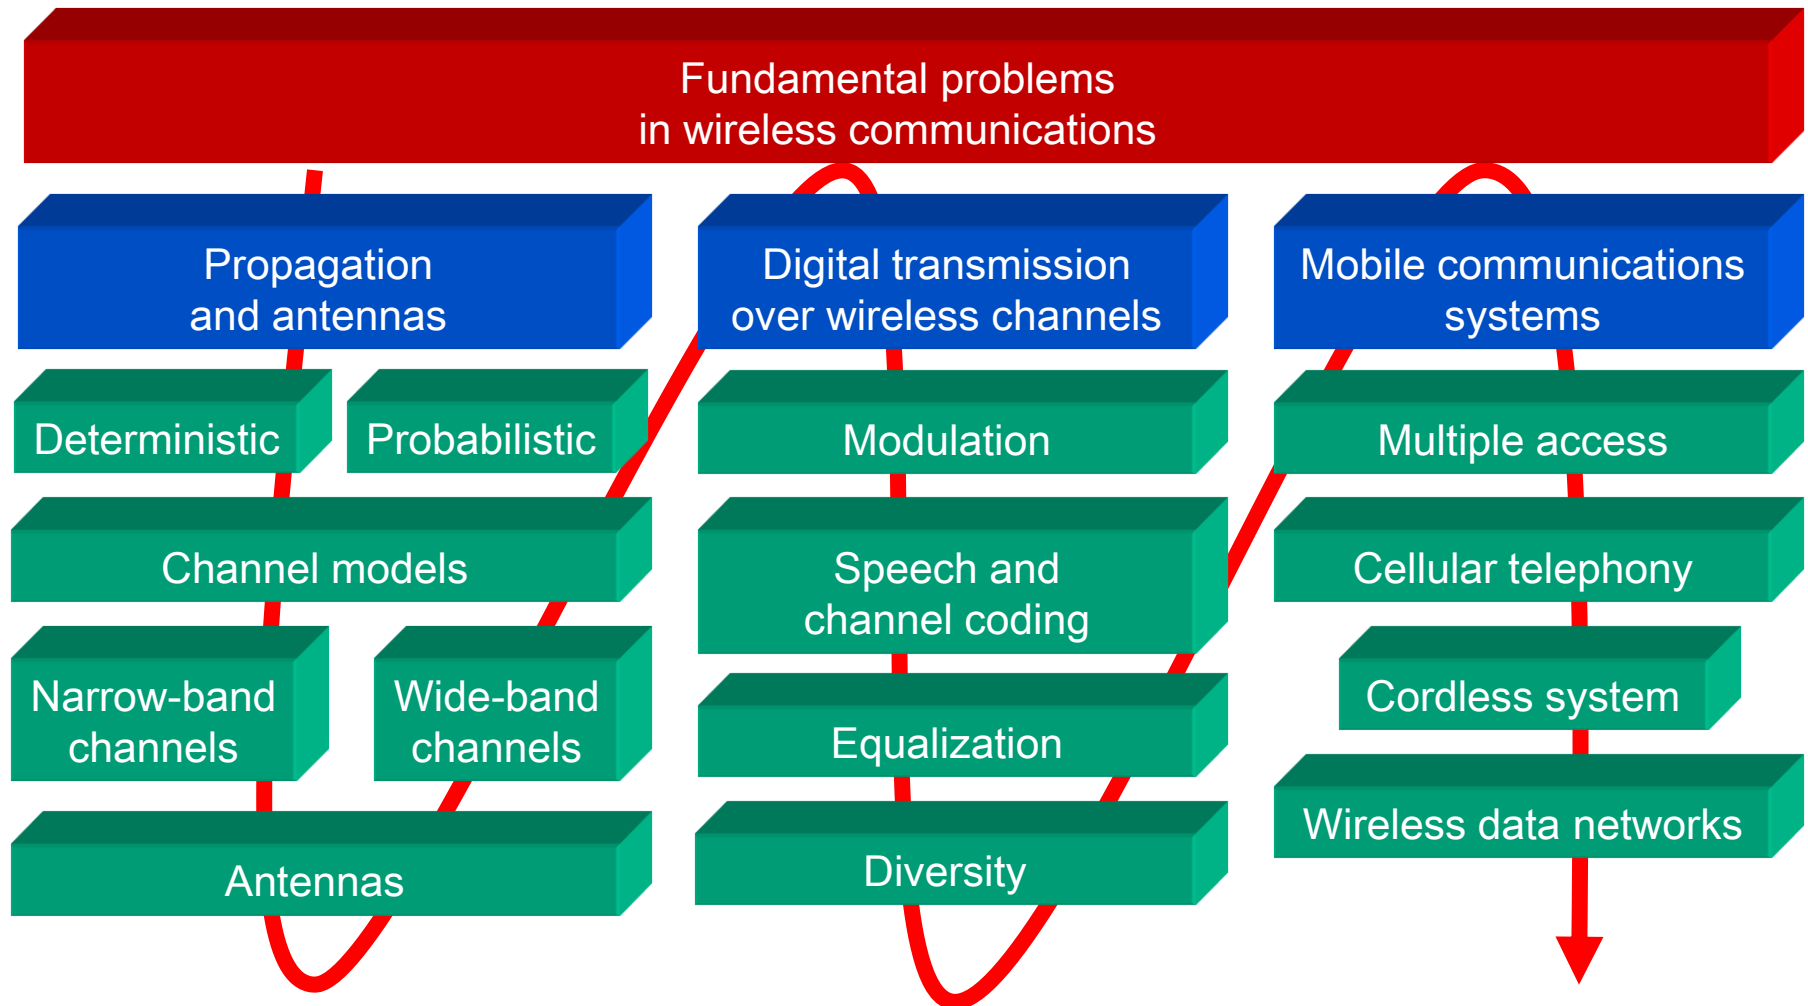 Fundamental problems
in wireless communications
Propagation
and antennas
Deterministic
Probabilistic
Channel models
Narrow-band
channels
Wide-band
channels
Antennas
Digital transmission
over wireless channels
Modulation
Speech and
channel coding
Equalization
Diversity
Mobile communications
systems
Multiple access
Cellular telephony
Cordless system
Wireless data networks